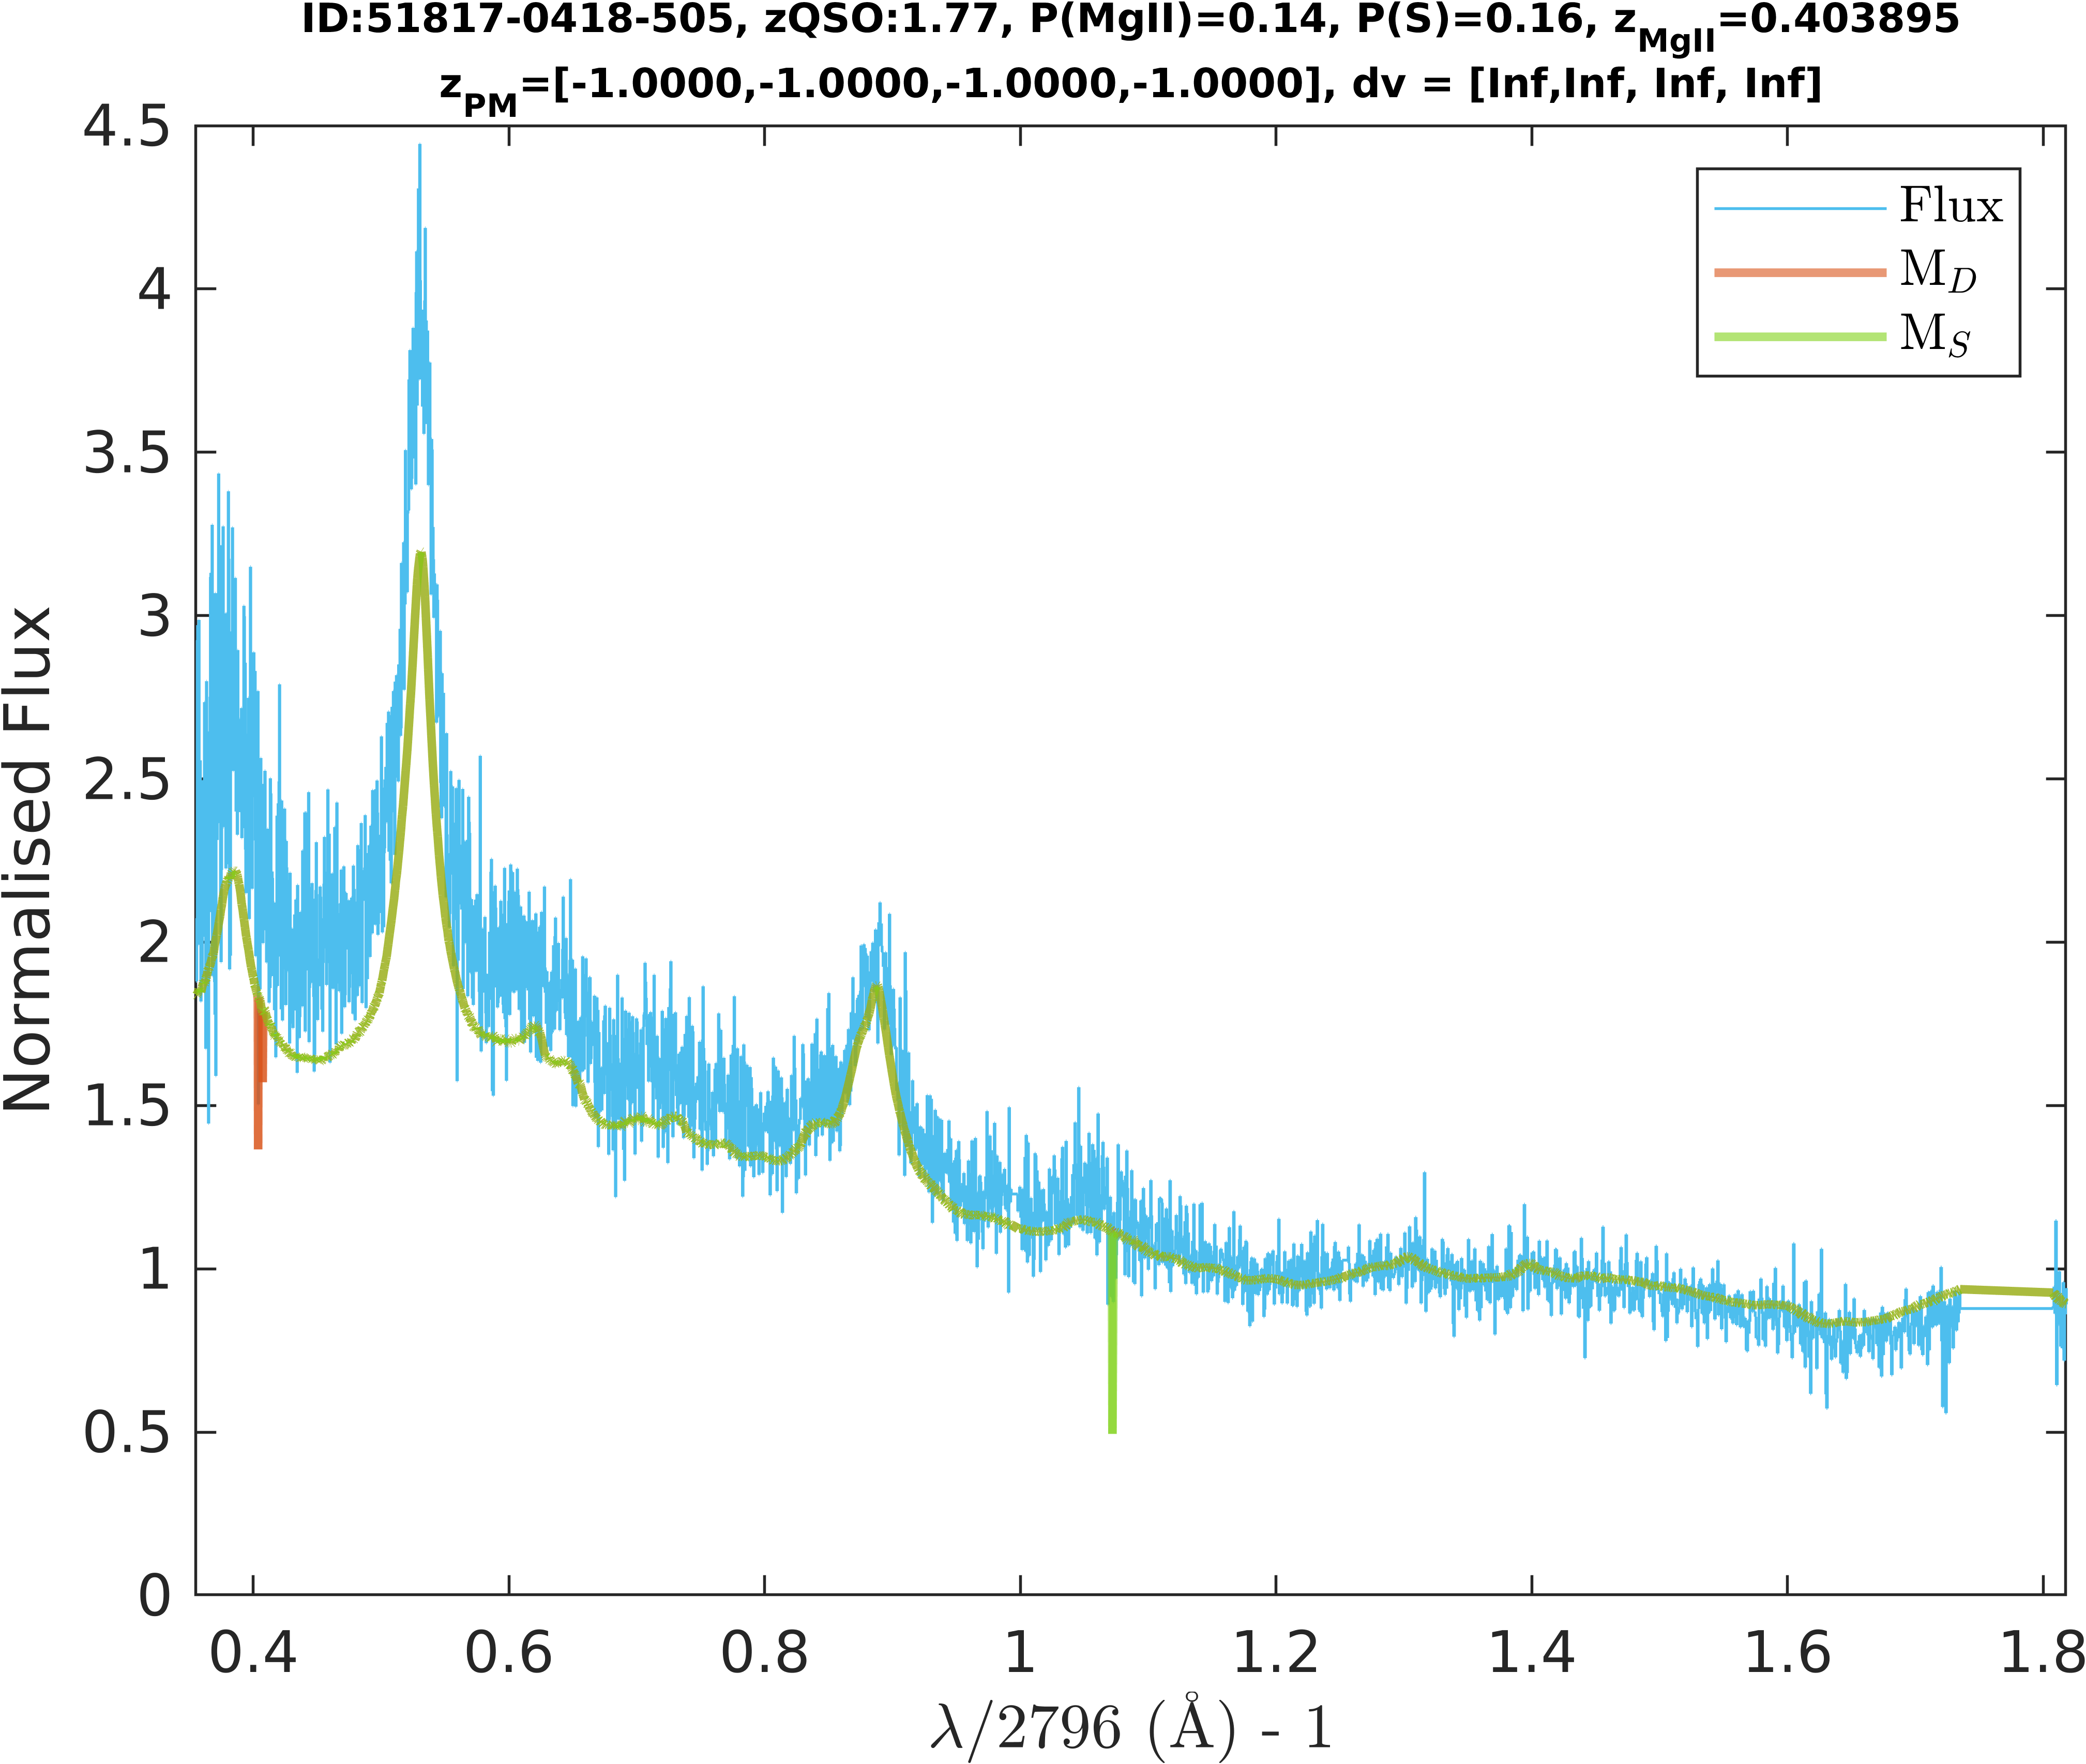 ID:51817-0418-505, zQSO:1.77, P(MgII)=0.14, P(S)=0.16, zMgII=0.403895
zPM=[-1.0000,-1.0000,-1.0000,-1.0000], dv = [Inf,Inf, Inf, Inf]
4.5
4
3.5
3
2.5
2
1.5
1
0.5
0
Normalised Flux
Flux
MD
MS
0.4 0.6 0.8 1 1.2 1.4 1.6 1.8
λ/2796 (Å) - 1